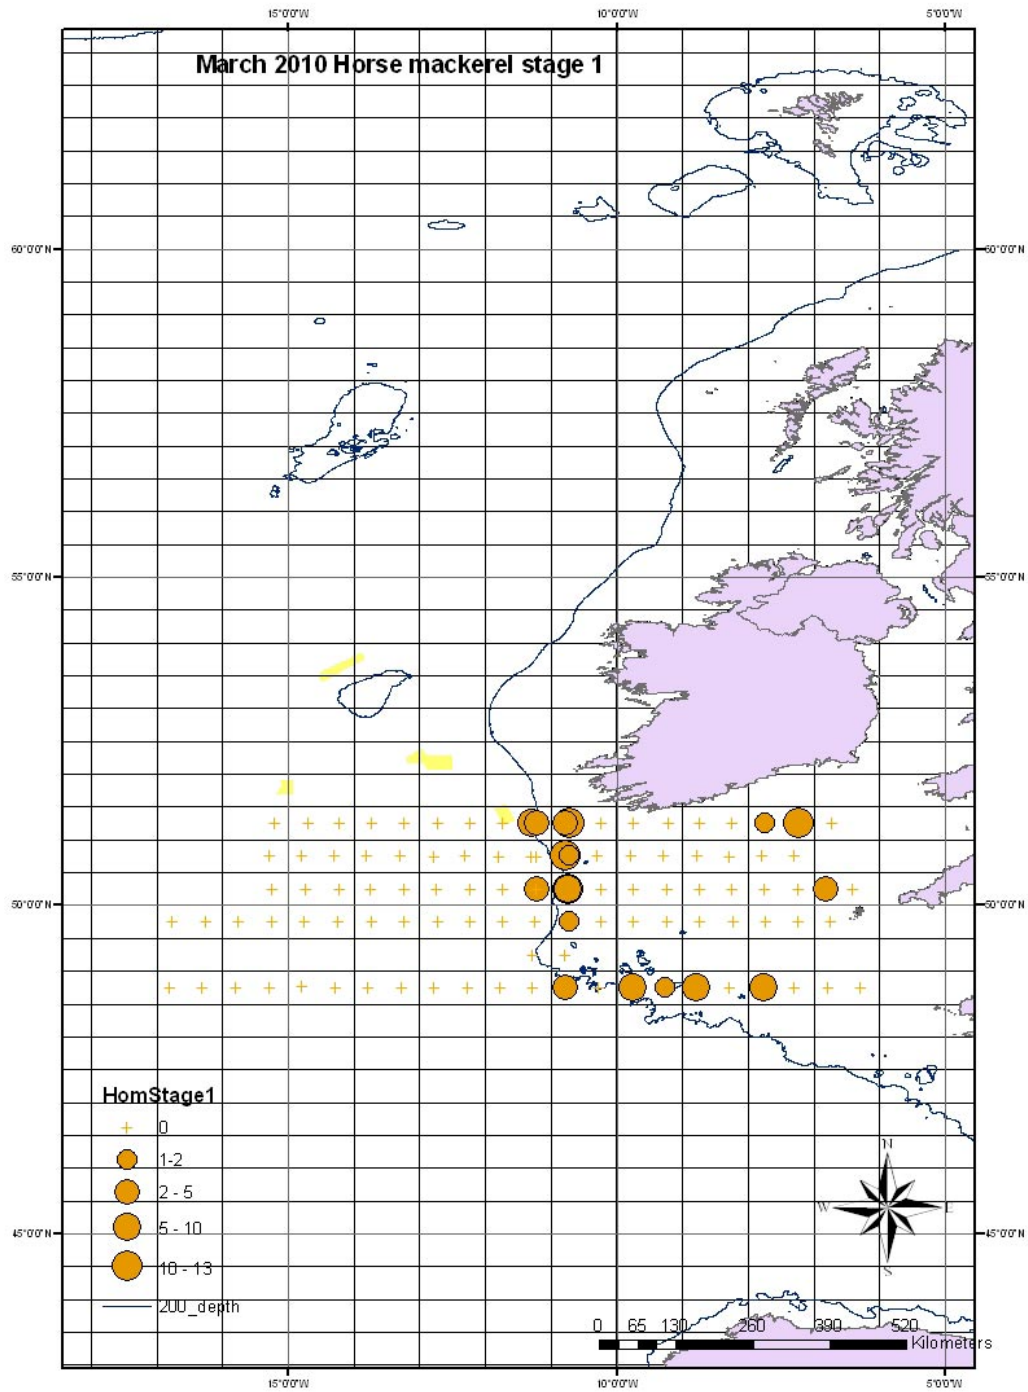 15°0'0"W 10°0'0"W 5°0'0"W
March 2010 Horse mackerel stage 1
60°0'0"N 60°0'0"N
55°0'0"N 55°0'0"N
50°0'0"N 50°0'0"N
HomStage1
0
1-2
2 - 5
5 - 10
10 - 13
200_depth
N
W E
S
45°0'0"N 45°0'0"N
0 65 130 260 390 520
Kilometers
15°0'0"W 10°0'0"W 5°0'0"W